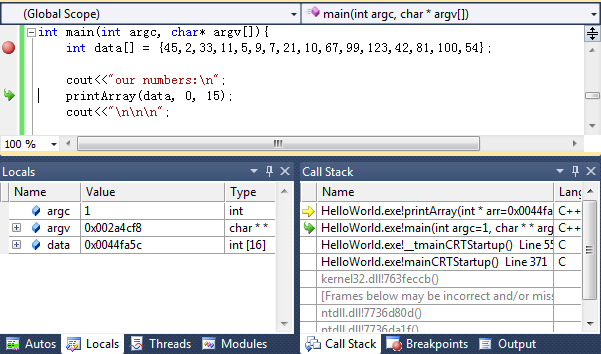 (Global Scope) main(int argc, char * argv[])
int main(int argc, char* argv[]){
int data[] = {45,2,33,11,5,9,7,21,10,67,99,123,42,81,100,54};
cout<<"our numbers:\n";
printArray(data, 0, 15);
cout<<"\n\n\n";
100 %
Locals
Name Value Type
argc 1 int
argv 0x002a4cf8 char * *
data 0x0044fa5c int [16]
Autos Locals Threads Modules
Call Stack
Name Lang
HelloWorld.exe!printArray(int * arr=0x0044fa C++
HelloWorld.exe!main(int argc=1, char * * arg C++
HelloWorld.exe!__tmainCRTStartup() Line 55 C
HelloWorld.exe!mainCRTStartup() Line 371 C
kernel32.dll!763feccb()
[Frames below may be incorrect and/or mis
ntdll.dll!7736d80d()
ntdll.dll!7736da1f()
Call Stack Breakpoints Output